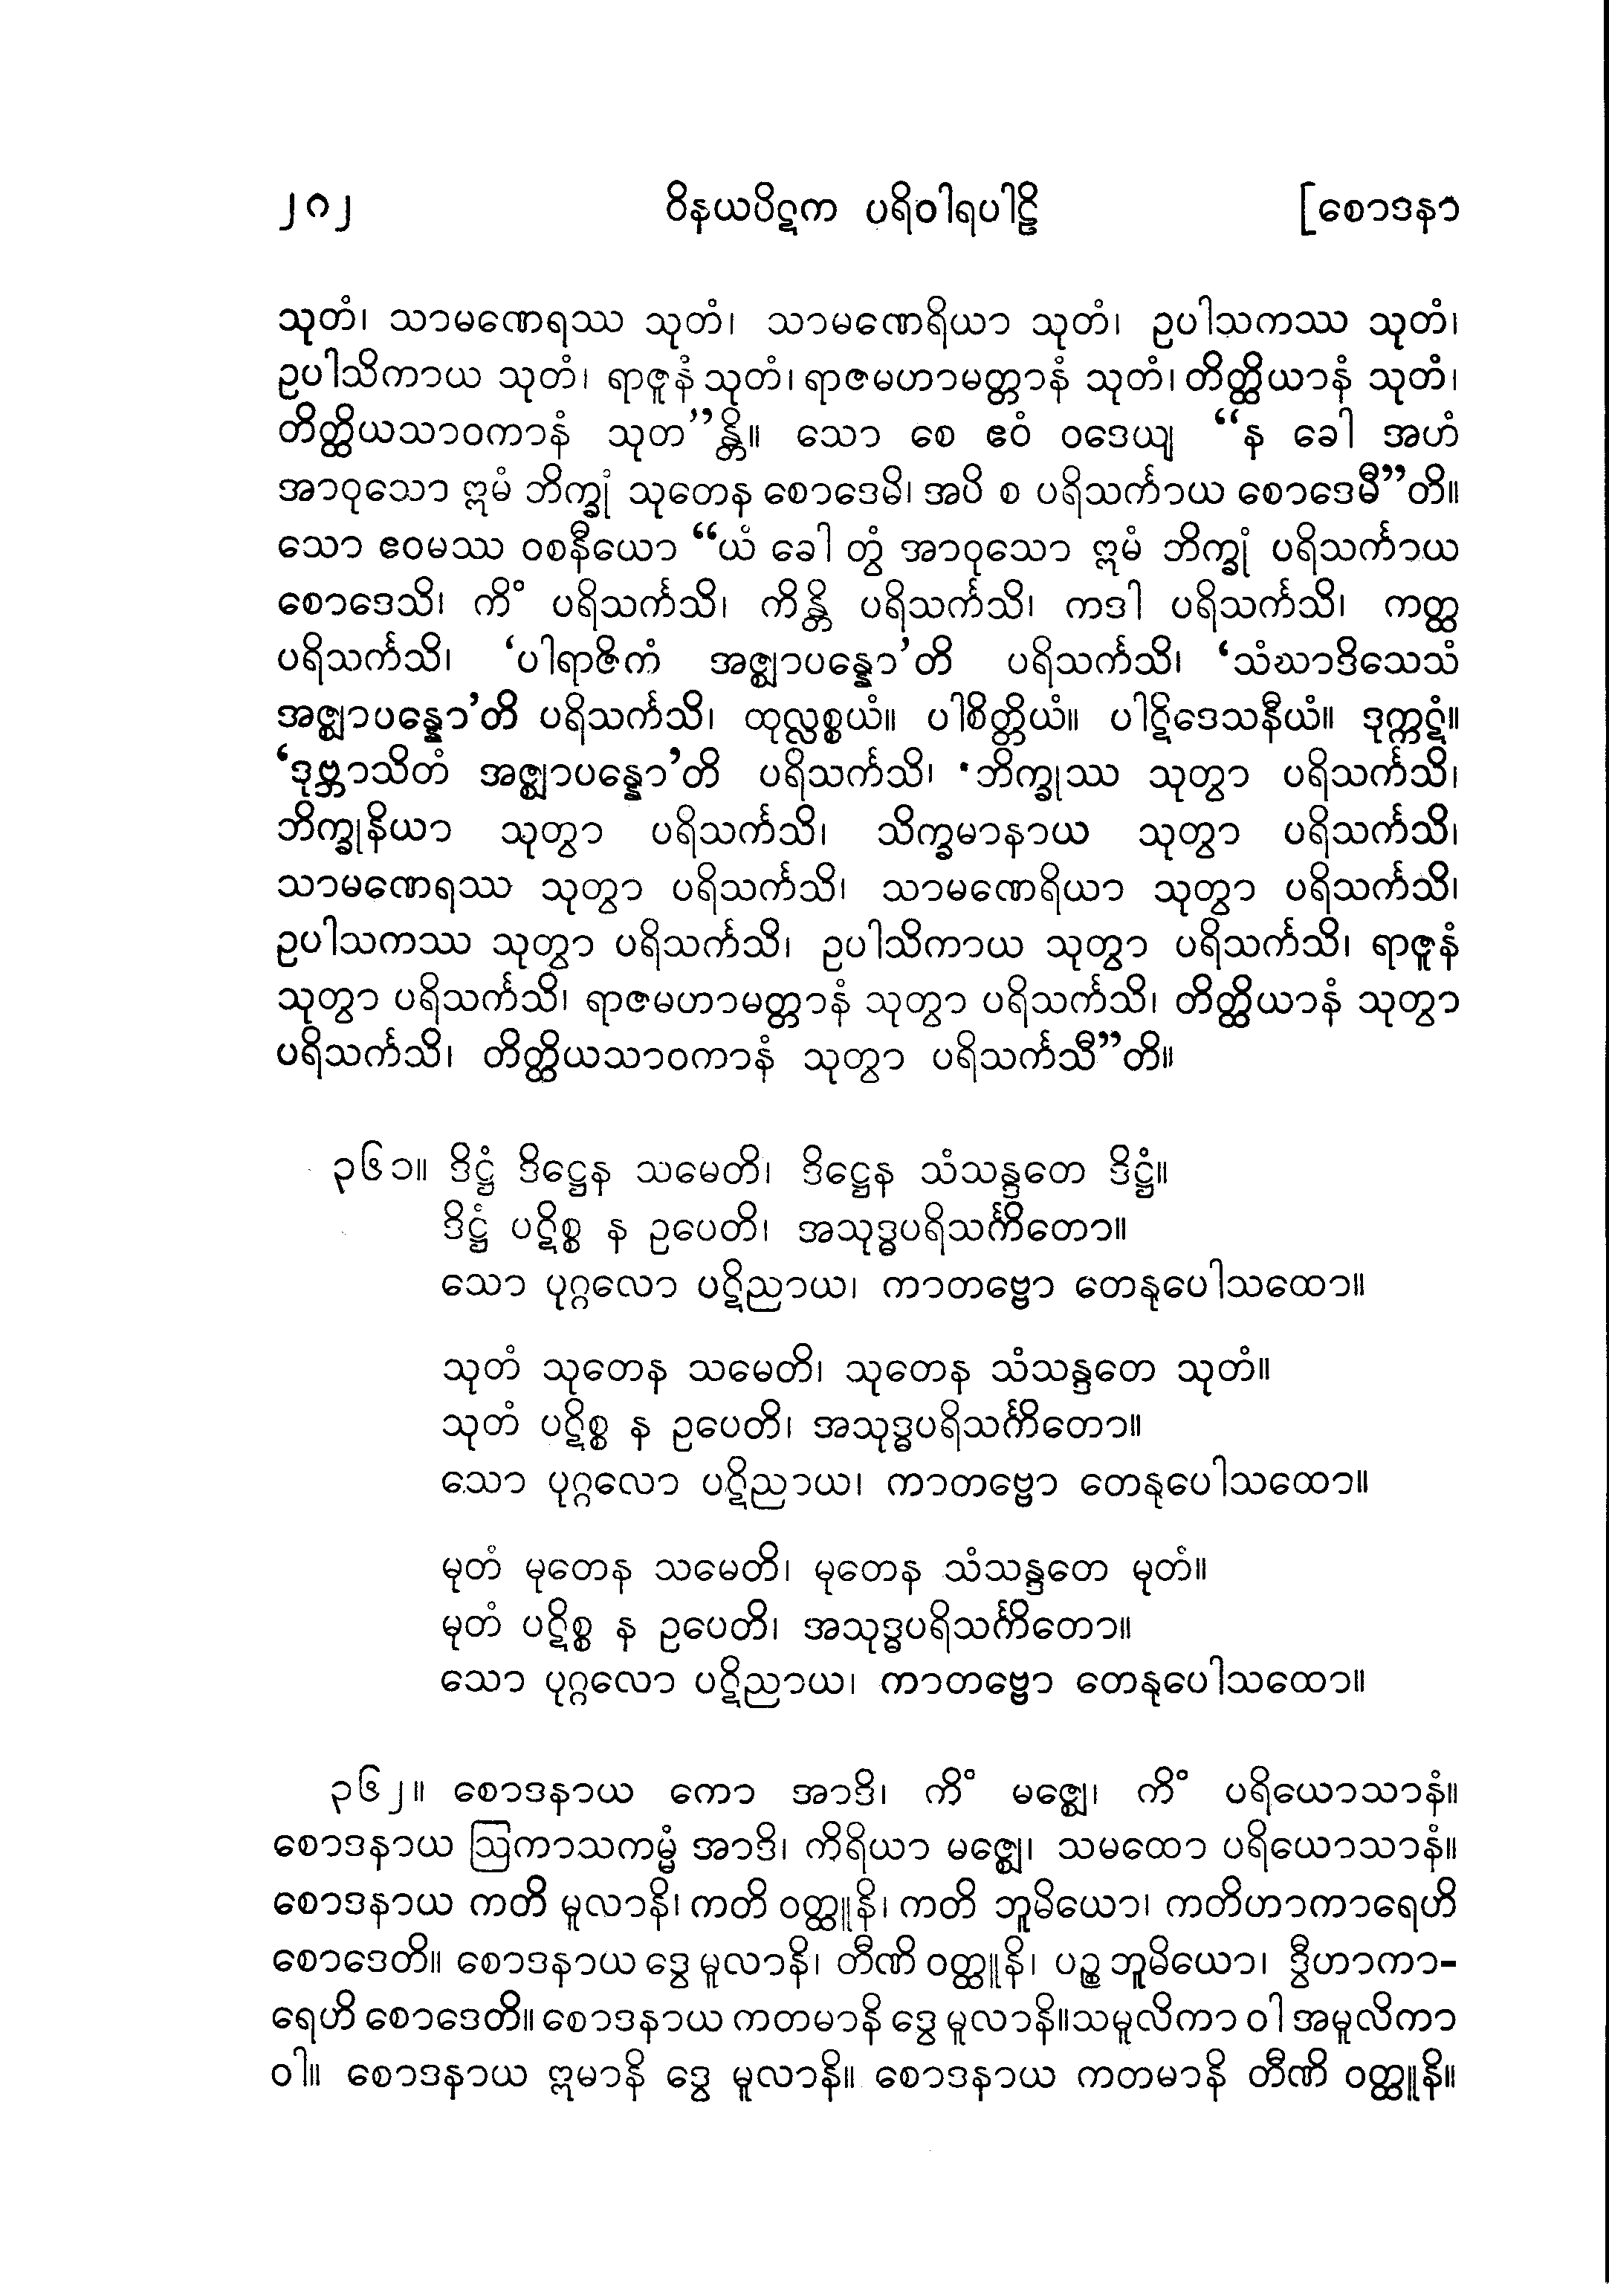 ၂၈၂ ဝိနယပိဋက ပရိဝါရပါဠိ [စောဒနာ
သုတံ၊ သာမဏေရဿ သုတံ၊ သာမဏေရိယာ သုတံ၊ ဥပါသကဿ သုတံ၊
ဥပါသိကာယ သုတံ၊ ရာဇူနံ သုတံ၊ ရာဇမဟာမတ္တာနံ သုတံ၊ တိတ္ထိယာနံ သုတံ၊
တိတ္ထိယသာဝကာနံ သုတ”န္တိ။ သော စေ ဧဝံ ဝဒေယျ “န ခေါ အဟံ
အာဝုသော ဣမံ ဘိက္ခုံ သုတေန စောဒေမိ၊ အပိ စ ပရိသင်္ကာယ စောဒေမီ”တိ။
သော ဧဝမဿ ဝစနီယော “ယံ ခေါ တွံ အာဝုသော ဣမံ ဘိက္ခုံ ပရိသင်္ကာယ
စောဒေသိ၊ ကိံ ပရိသင်္ကသိ၊ ကိန္တိ ပရိသင်္ကသိ၊ ကဒါ ပရိသင်္ကသိ၊ ကတ္ထ
ပရိသင်္ကသိ၊ ‘ပါရာဇိကံ အဇ္ဈာပန္နော’တိ ပရိသင်္ကသိ၊ ‘သံဃာဒိသေသံ
အဇ္ဈာပန္နော’တိ ပရိသင်္ကသိ၊ ထုလ္လစ္စယံ။ ပါစိတ္တိယံ။ ပါဋိဒေသနီယံ။ ဒုက္ကဋံ။
‘ဒုဗ္ဘာသိတံ အဇ္ဈာပန္နော’တိ ပရိသင်္ကသိ၊ ‘ဘိက္ခုဿ သုတွာ ပရိသင်္ကသိ၊
ဘိက္ခုနိယာ သုတွာ ပရိသင်္ကသိ၊ သိက္ခမာနာယ သုတွာ ပရိသင်္ကသိ၊
သာမဏေရဿ သုတွာ ပရိသင်္ကသိ၊ သာမဏေရိယာ သုတွာ ပရိသင်္ကသိ၊
ဥပါသကဿ သုတွာ ပရိသင်္ကသိ၊ ဥပါသိကာယ သုတွာ ပရိသင်္ကသိ၊ ရာဇူနံ
သုတွာ ပရိသင်္ကသိ၊ ရာဇမဟာမတ္တာနံ သုတွာ ပရိသင်္ကသိ၊ တိတ္ထိယာနံ သုတွာ
ပရိသင်္ကသိ၊ တိတ္ထိယသာဝကာနံ သုတွာ ပရိသင်္ကသီ”တိ။
၃၆၁။ ဒိဋ္ဌံ ဒိဋ္ဌေန သမေတိ၊ ဒိဋ္ဌေန သံသန္ဒတေ ဒိဋ္ဌံ။
ဒိဋ္ဌံ ပဋိစ္စ န ဥပေတိ၊ အသုဒ္ဓပရိသင်္ကိတော။
သော ပုဂ္ဂလော ပဋိညာယ၊ ကာတဗ္ဗော တေနုပေါသထော။
သုတံ သုတေန သမေတိ၊ သုတေန သံသန္ဒတေ သုတံ။
သုတံ ပဋိစ္စ န ဥပေတိ၊ အသုဒ္ဓပရိသင်္ကိတော။
သော ပုဂ္ဂလော ပဋိညာယ၊ ကာတဗ္ဗော တေနုပေါသထော။
မုတံ မုတေန သမေတိ၊ မုတေန သံသန္ဒတေ မုတံ။
မုတံ ပဋိစ္စ န ဥပေတိ၊ အသုဒ္ဓပရိသင်္ကိတော။
သော ပုဂ္ဂလော ပဋိညာယ၊ ကာတဗ္ဗော တေနုပေါသထော။
၃၆၂။ စောဒနာယ ကော အာဒိ၊ ကိံ မဇ္ဈေ၊ ကိံ ပရိယောသာနံ။
စောဒနာယ ဩကာသကမ္မံ အာဒိ၊ ကိရိယာ မဇ္ဈေ၊ သမထော ပရိယောသာနံ။
စောဒနာယ ကတိ မူလာနိ၊ ကတိ ဝတ္ထူနိ၊ ကတိ ဘူမိယော၊ ကတိဟာကာရေဟိ
စောဒေတိ။ စောဒနာယ ဒွေ မူလာနိ၊ တီဏိ ဝတ္ထူနိ၊ ပဉ္စ ဘူမိယော၊ ဒွီဟာကာ-
ရေဟိ စောဒေတိ။ စောဒနာယ ကတမာနိ ဒွေ မူလာနိ။သမူလိကာ ဝါ အမူလိကာ
ဝါ။ စောဒနာယ ဣမာနိ ဒွေ မူလာနိ။ စောဒနာယ ကတမာနိ တီဏိ ဝတ္ထူနိ။